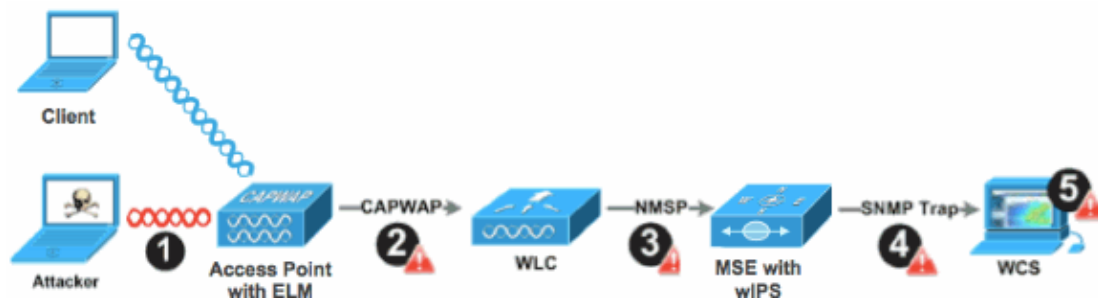 Client
Attacker
1
CAPWAP
Access Point
with ELM
CAPWAP
2
WLC
NMSP
3
MSE with
wIPS
SNMP Trap
4
5
WCS